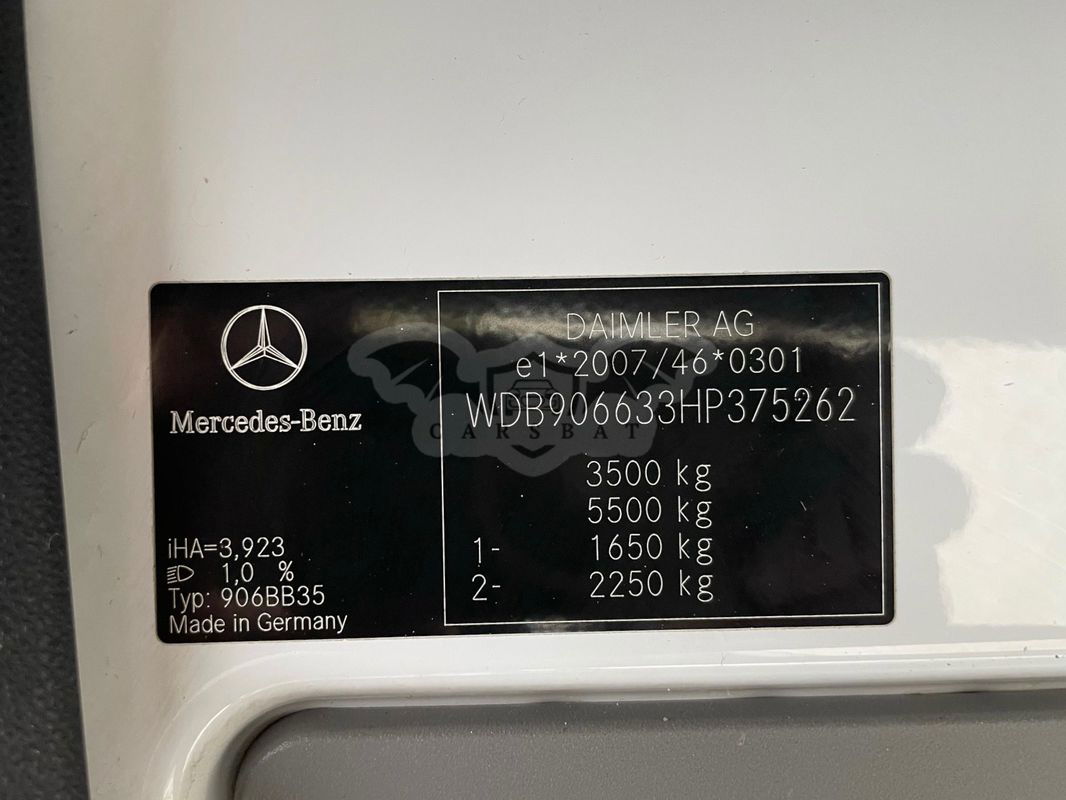 Mercedes-Benz
iHA=3,923
1,0 %
Typ: 906BB35
Made in Germany
DAIMLER AG
e1*2007/46*0301
WDB906633HP375262
CARSBAT
3500 kg
5500 kg
1- 1650 kg
2- 2250 kg